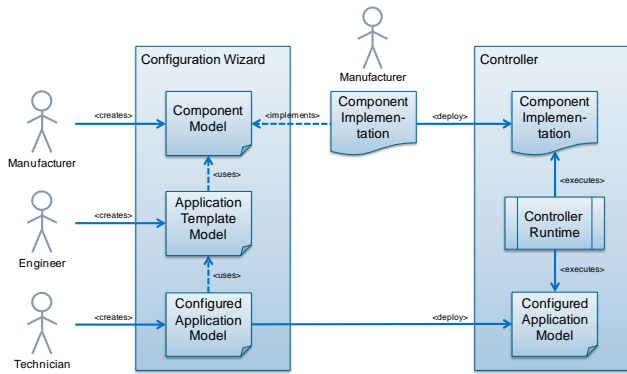 Configuration Wizard
Manufacturer
Controller
<creates>
Component
Model
<implements>
Component
Implemen-
tation
<deploy>
Component
Implemen-
tation
Manufacturer
<uses>
<executes>
<creates>
Application
Template
Model
Controller
Runtime
Engineer
<uses>
<executes>
<creates>
Configured
Application
Model
<deploy>
Configured
Application
Model
Technician